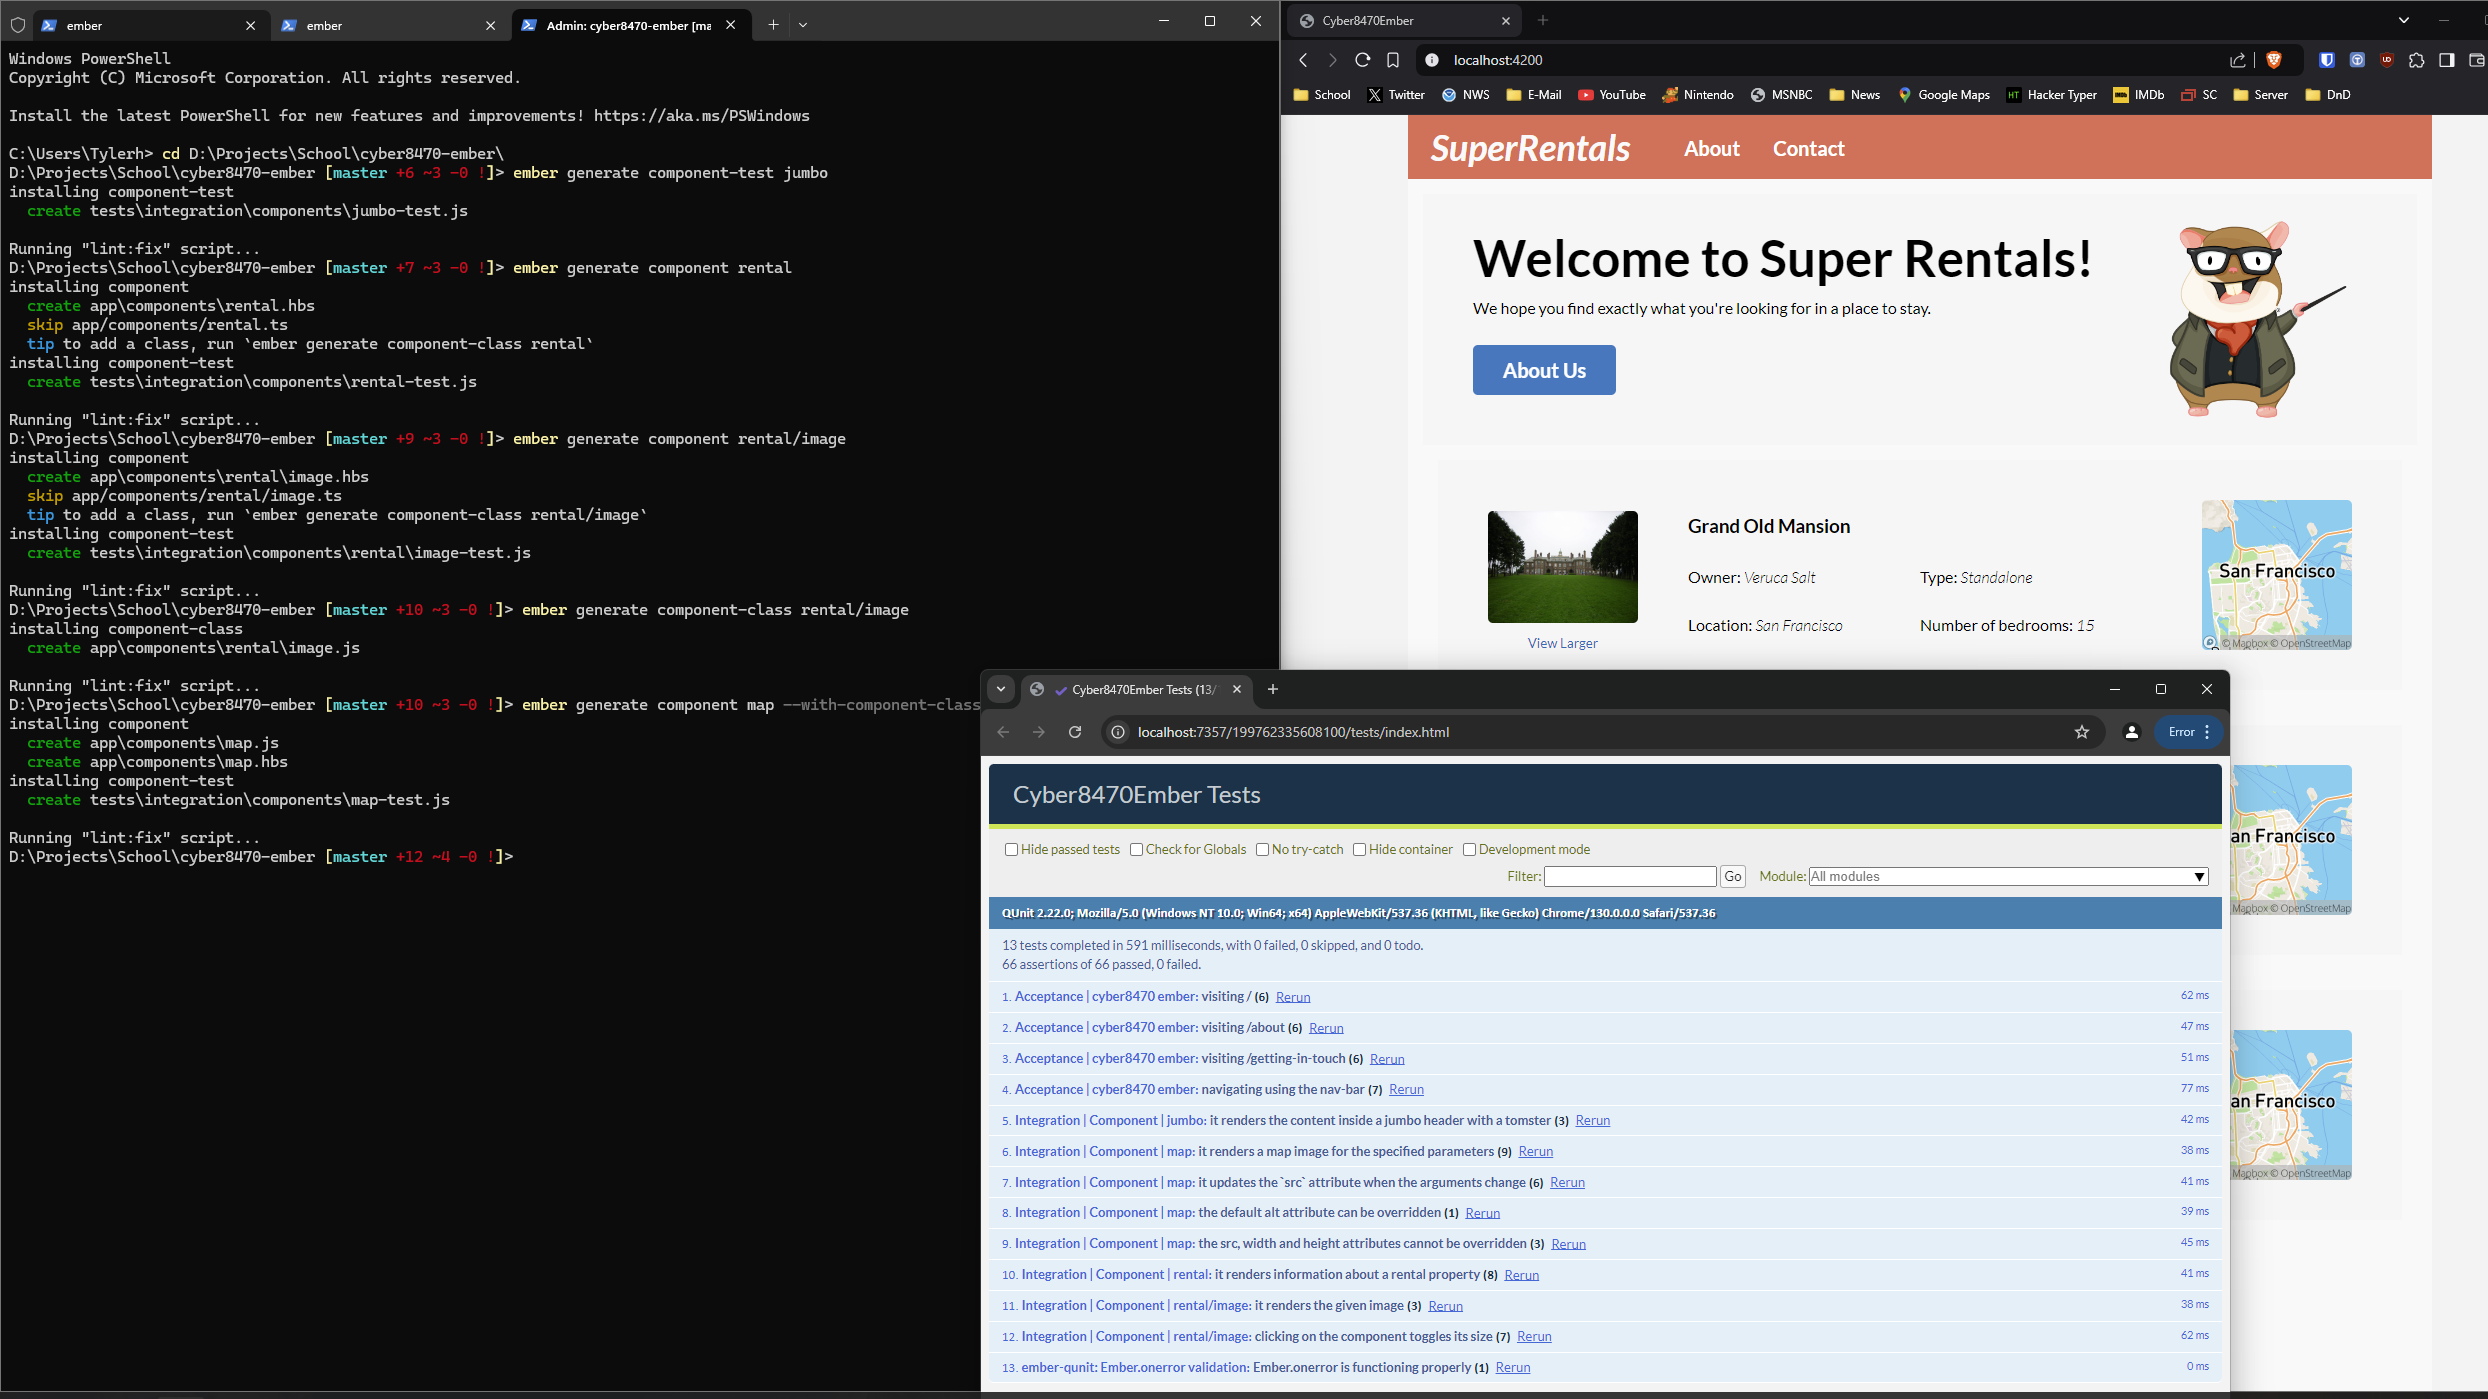 ember
ember
Admin: cyber8470-ember [ma
Windows PowerShell
Copyright (C) Microsoft Corporation. All rights reserved.
Install the latest PowerShell for new features and improvements! https://aka.ms/PSWindows
C:\Users\Tylerh> cd D:\Projects\School\cyber8470-ember\
D:\Projects\School\cyber8470-ember [master +6 ~3 -0 !]> ember generate component-test jumbo
installing component-test
create tests\integration\components\jumbo-test.js
Running "lint:fix" script...
D:\Projects\School\cyber8470-ember [master +7 ~3 -0 !]> ember generate component rental
installing component
create app\components\rental.hbs
skip app/components/rental.ts
tip to add a class, run `ember generate component-class rental`
installing component-test
create tests\integration\components\rental-test.js
Running "lint:fix" script...
D:\Projects\School\cyber8470-ember [master +9 ~3 -0 !]> ember generate component rental/image
installing component
create app\components\rental\image.hbs
skip app/components/rental/image.ts
tip to add a class, run `ember generate component-class rental/image`
installing component-test
create tests\integration\components\rental\image-test.js
Running "lint:fix" script...
D:\Projects\School\cyber8470-ember [master +10 ~3 -0 !]> ember generate component-class rental/image
installing component-class
create app\components\rental\image.js
Running "lint:fix" script...
D:\Projects\School\cyber8470-ember [master +10 ~3 -0 !]> ember generate component map --with-component-class
installing component
create app\components\map.js
create app\components\map.hbs
installing component-test
create tests\integration\components\map-test.js
Running "lint:fix" script...
D:\Projects\School\cyber8470-ember [master +12 ~4 -0 !]>
Cyber8470Ember
localhost:4200
School Twitter NWS E-Mail YouTube Nintendo MSNBC News Google Maps HT Hacker Typer IMDb SC Server DnD
SuperRentals About Contact
Welcome to Super Rentals!
We hope you find exactly what you're looking for in a place to stay.
About Us
Grand Old Mansion
Owner: Veruca Salt Type: Standalone
Location: San Francisco Number of bedrooms: 15
View Larger
San Francisco
© Mapbox © OpenStreetMap
an Francisco
Mapbox © OpenStreetMap
an Francisco
Mapbox © OpenStreetMap
Cyber8470Ember Tests (13/
localhost:7357/199762335608100/tests/index.html
Error
Cyber8470Ember Tests
Hide passed tests Check for Globals No try-catch Hide container Development mode
Filter: Go Module: All modules
QUnit 2.22.0; Mozilla/5.0 (Windows NT 10.0; Win64; x64) AppleWebKit/537.36 (KHTML, like Gecko) Chrome/130.0.0.0 Safari/537.36
13 tests completed in 591 milliseconds, with 0 failed, 0 skipped, and 0 todo.
66 assertions of 66 passed, 0 failed.
1. Acceptance | cyber8470 ember: visiting / (6) Rerun 62 ms
2. Acceptance | cyber8470 ember: visiting /about (6) Rerun 47 ms
3. Acceptance | cyber8470 ember: visiting /getting-in-touch (6) Rerun 51 ms
4. Acceptance | cyber8470 ember: navigating using the nav-bar (7) Rerun 77 ms
5. Integration | Component | jumbo: it renders the content inside a jumbo header with a tomster (3) Rerun 42 ms
6. Integration | Component | map: it renders a map image for the specified parameters (9) Rerun 38 ms
7. Integration | Component | map: it updates the `src` attribute when the arguments change (6) Rerun 41 ms
8. Integration | Component | map: the default alt attribute can be overridden (1) Rerun 39 ms
9. Integration | Component | map: the src, width and height attributes cannot be overridden (3) Rerun 45 ms
10. Integration | Component | rental: it renders information about a rental property (8) Rerun 41 ms
11. Integration | Component | rental/image: it renders the given image (3) Rerun 38 ms
12. Integration | Component | rental/image: clicking on the component toggles its size (7) Rerun 62 ms
13. ember-qunit: Ember.onerror validation: Ember.onerror is functioning properly (1) Rerun 0 ms